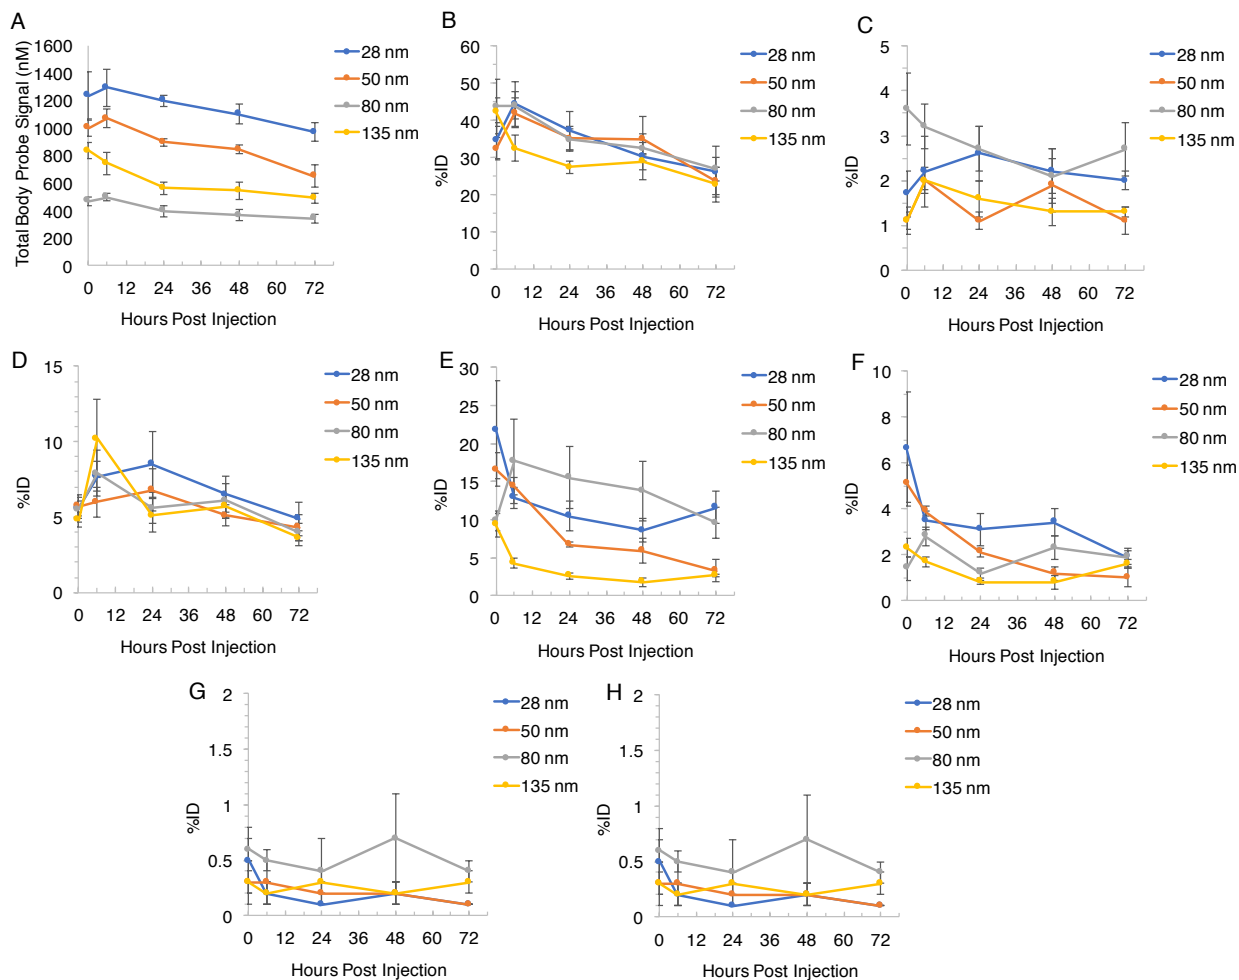 A
Total Body Probe Signal (nM)
1600
1400
1200
1000
800
600
400
200
0
0 12 24 36 48 72
Hours Post Injection
28 nm
50 nm
80 nm
135 nm
B
%ID
60
50
40
30
20
10
0
0 12 24 36 48 72
Hours Post Injection
28 nm
50 nm
80 nm
135 nm
C
%ID
5
4
3
2
1
0
0 12 24 36 48 72
Hours Post Injection
28 nm
50 nm
80 nm
135 nm
D
%ID
15
10
5
0
0 12 24 36 48 72
Hours Post Injection
28 nm
50 nm
80 nm
135 nm
E
%ID
30
25
20
15
10
5
0
0 12 24 36 48 72
Hours Post Injection
28 nm
50 nm
80 nm
135 nm
F
%ID
10
8
6
4
2
0
0 12 24 36 48 72
Hours Post Injection
28 nm
50 nm
80 nm
135 nm
G
%ID
2
1.5
1
0.5
0
0 12 24 36 48 72
Hours Post Injection
28 nm
50 nm
80 nm
135 nm
H
%ID
2
1.5
1
0.5
0
0 12 24 36 48 72
Hours Post Injection
28 nm
50 nm
80 nm
135 nm